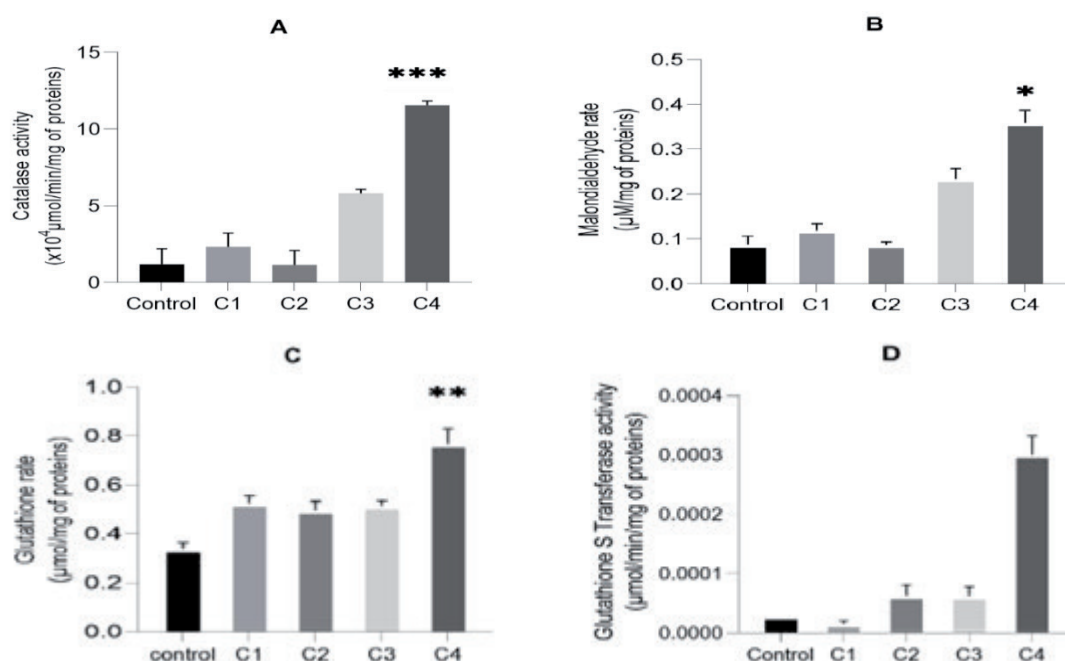 A
Catalase activity
(x10⁴µmol/min/mg of proteins)
15
10
5
0
***
Control C1 C2 C3 C4
B
Malondialdehyde rate
(µM/mg of proteins)
0.5
0.4
0.3
0.2
0.1
0.0
*
Control C1 C2 C3 C4
C
Glutathione rate
(µmol/mg of proteins)
1.0
0.8
0.6
0.4
0.2
0.0
**
control C1 C2 C3 C4
D
Glutathione S Transferase activity
(µmol/min/mg of proteins)
0.0004
0.0003
0.0002
0.0001
0.0000
Control C1 C2 C3 C4